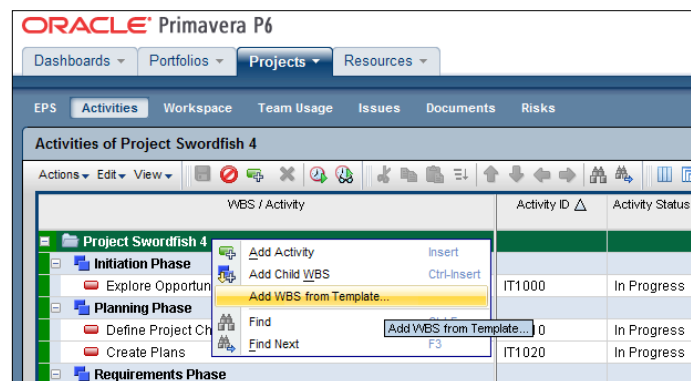 ORACLE Primavera P6
Dashboards Portfolios Projects Resources
EPS Activities Workspace Team Usage Issues Documents Risks
Activities of Project Swordfish 4
Actions Edit View
WBS / Activity Activity ID Activity Status
Project Swordfish 4
Add Activity Insert
Initiation Phase
Add Child WBS Ctrl-Insert
Explore Opportun IT1000 In Progress
Add WBS from Template...
Planning Phase
Find
Add WBS from Template...
Define Project Ch 0 In Progress
Find Next F3
Create Plans IT1020 In Progress
Requirements Phase